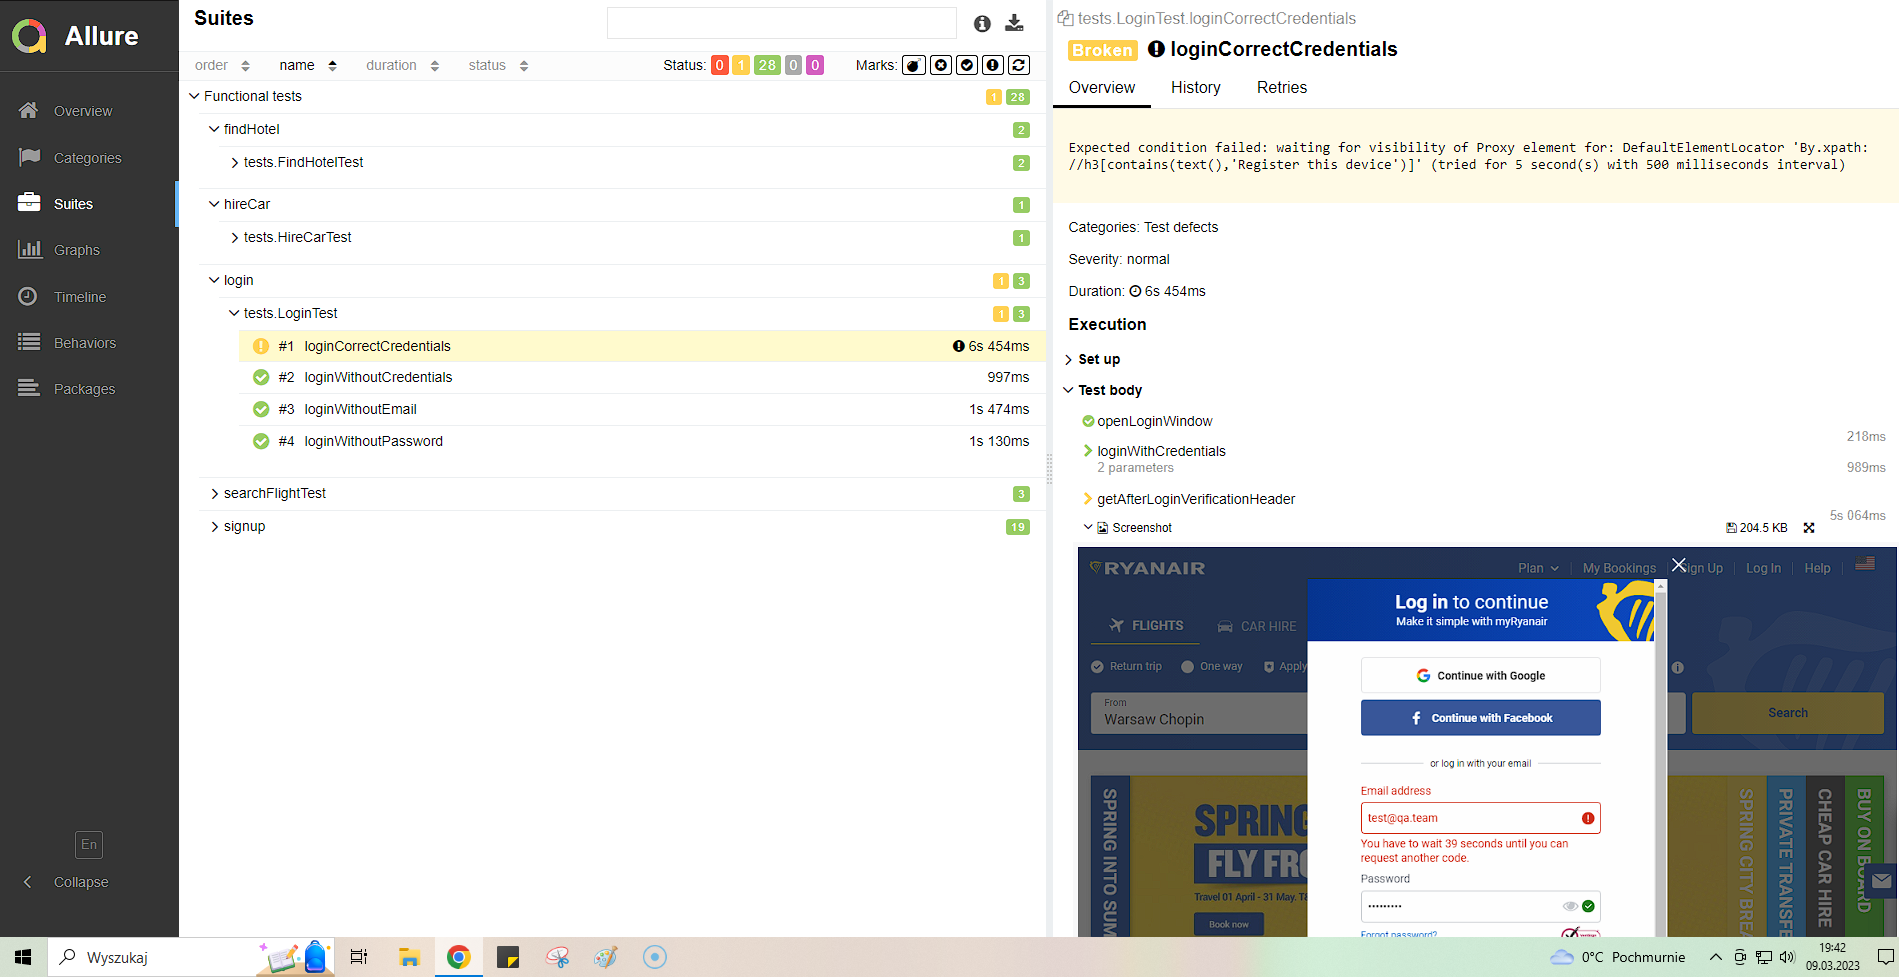 Allure
Overview
Categories
Suites
Graphs
Timeline
Behaviors
Packages
En
Collapse
Suites
order name duration status
Status: 0 1 28 0 0 Marks:
Functional tests 1 28
findHotel 2
tests.FindHotelTest 2
hireCar 1
tests.HireCarTest 1
login 1 3
tests.LoginTest 1 3
#1 loginCorrectCredentials 6s 454ms
#2 loginWithoutCredentials 997ms
#3 loginWithoutEmail 1s 474ms
#4 loginWithoutPassword 1s 130ms
searchFlightTest 3
signup 19
tests.LoginTest.loginCorrectCredentials
Broken loginCorrectCredentials
Overview History Retries
Expected condition failed: waiting for visibility of Proxy element for: DefaultElementLocator 'By.xpath:
//h3[contains(text(),'Register this device')]' (tried for 5 second(s) with 500 milliseconds interval)
Categories: Test defects
Severity: normal
Duration: 6s 454ms
Execution
Set up
Test body
openLoginWindow
218ms
loginWithCredentials
2 parameters 989ms
getAfterLoginVerificationHeader
5s 064ms
Screenshot 204.5 KB
RYANAIR Plan My Bookings Sign Up Log In Help
Log in to continue
Make it simple with myRyanair
FLIGHTS CAR HIRE
Return trip One way Apply
Continue with Google
From
Warsaw Chopin
Continue with Facebook
Search
or log in with your email
Email address
test@qa.team
You have to wait 39 seconds until you can
request another code.
Password
Forgot password?
SPRING INTO SUM
SPRING
FLY FRO
Travel 01 April - 31 May. T&
Book now
SPRING CITY BREA
PRIVATE TRANSFE
CHEAP CAR HIRE
BUY ON BOARD
Wyszukaj
0°C Pochmurnie
19:42
09.03.2023